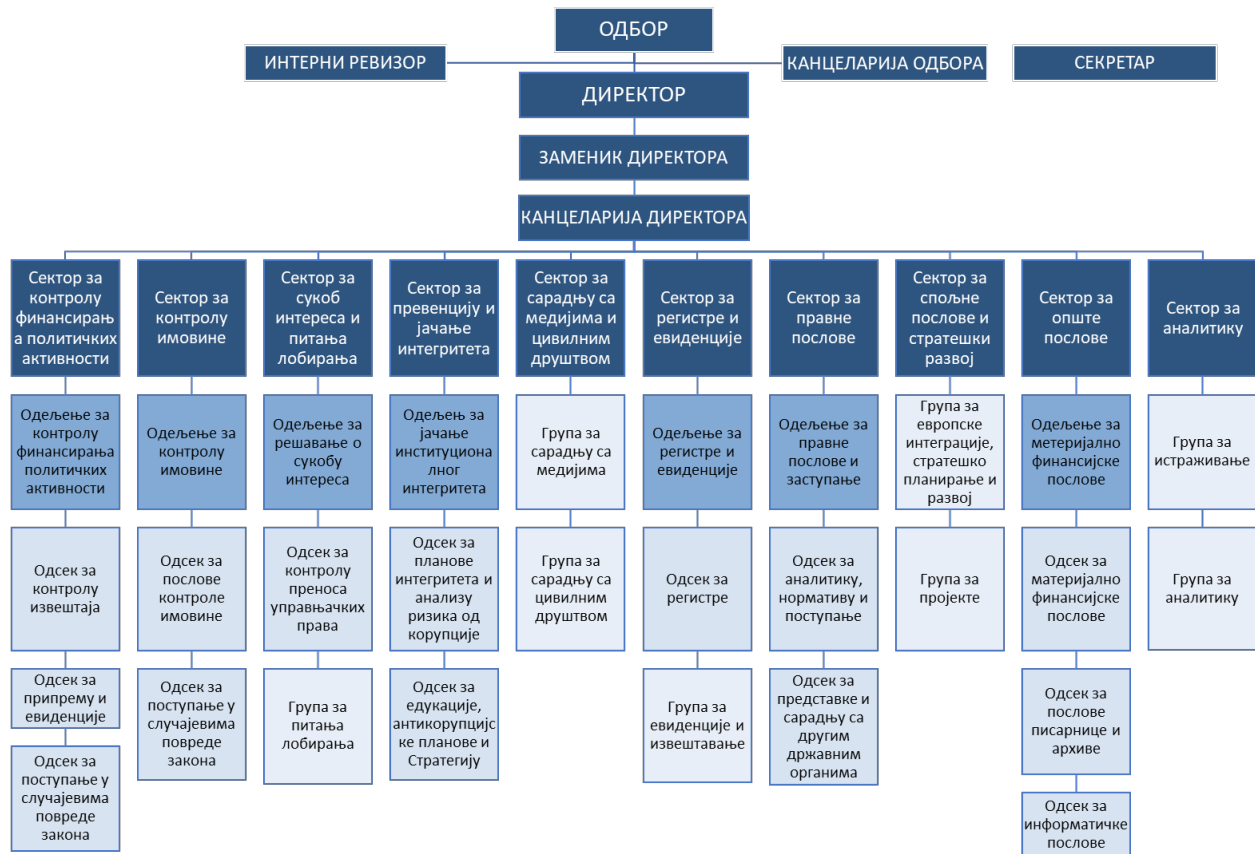 ОДБОР
ИНТЕРНИ РЕВИЗОР
КАНЦЕЛАРИЈА ОДБОРА
СЕКРЕТАР
ДИРЕКТОР
ЗАМЕНИК ДИРЕКТОРА
КАНЦЕЛАРИЈА ДИРЕКТОРА
Сектор за
контролу
финансирањ
а политичких
активности
Сектор за
контролу
имовине
Сектор за
сукоб
интереса и
питања
лобирања
Сектор за
превенцију и
јачање
интегритета
Сектор за
сарадњу са
медијима и
цивилним
друштвом
Сектор за
регистре и
евиденције
Сектор за
правне
послове
Сектор за
спољне
послове и
стратешки
развој
Сектор за
опште
послове
Сектор за
аналитику
Одељење за
контролу
финансирања
политичких
активности
Одељење за
контролу
имовине
Одељење за
решавање о
сукобу
интереса
Одељењ за
јачање
институциона
лног
интегритета
Група за
сарадњу са
медијима
Одељење за
регистре и
евиденције
Одељење за
правне
послове и
заступање
Група за
европске
интеграције,
стратешко
планирање и
развој
Одељење за
метеријално
финансијске
послове
Група за
истраживање
Одсек за
контролу
извештаја
Одсек за
послове
контроле
имовине
Одсек за
контролу
преноса
управњачких
права
Одсек за
планове
интегритета и
анализу
ризика од
корупције
Група за
сарадњу са
цивилним
друштвом
Одсек за
регистре
Одсек за
аналитику,
нормативу и
поступање
Група за
пројекте
Одсек за
материјално
финансијске
послове
Група за
аналитику
Одсек за
припрему и
евиденције
Одсек за
поступање у
случајевима
повреде
закона
Група за
питања
лобирања
Одсек за
едукације,
антикорупцијс
ке планове и
Стратегију
Група за
евиденције и
извештавање
Одсек за
представке и
сарадњу са
другим
државним
органима
Одсек за
послове
писарнице и
архиве
Одсек за
поступање у
случајевима
повреде
закона
Одсек за
информатичке
послове